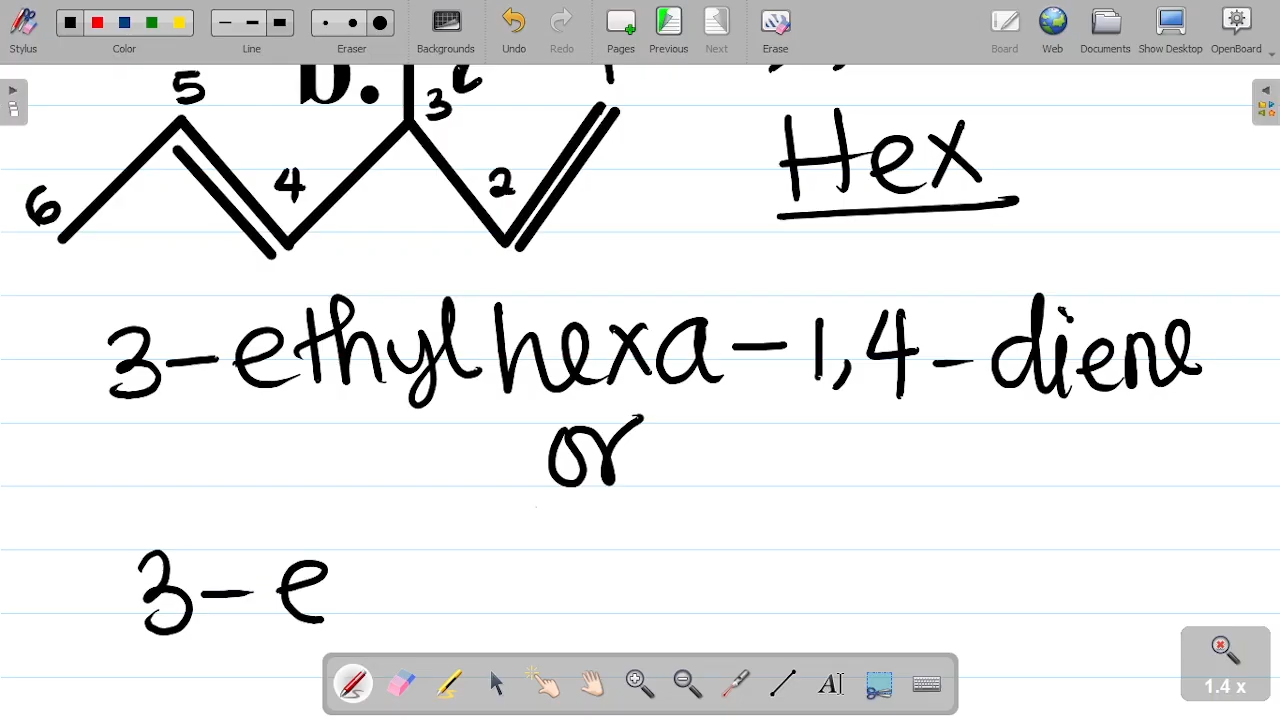 Stylus Color Line Eraser Backgrounds Undo Redo Pages Previous Next Erase Board Web Documents Show Desktop OpenBoard
5 b. 3
Hex
6 4 2
3-ethylhexa-1,4-diene
or
3-e
1.4 x